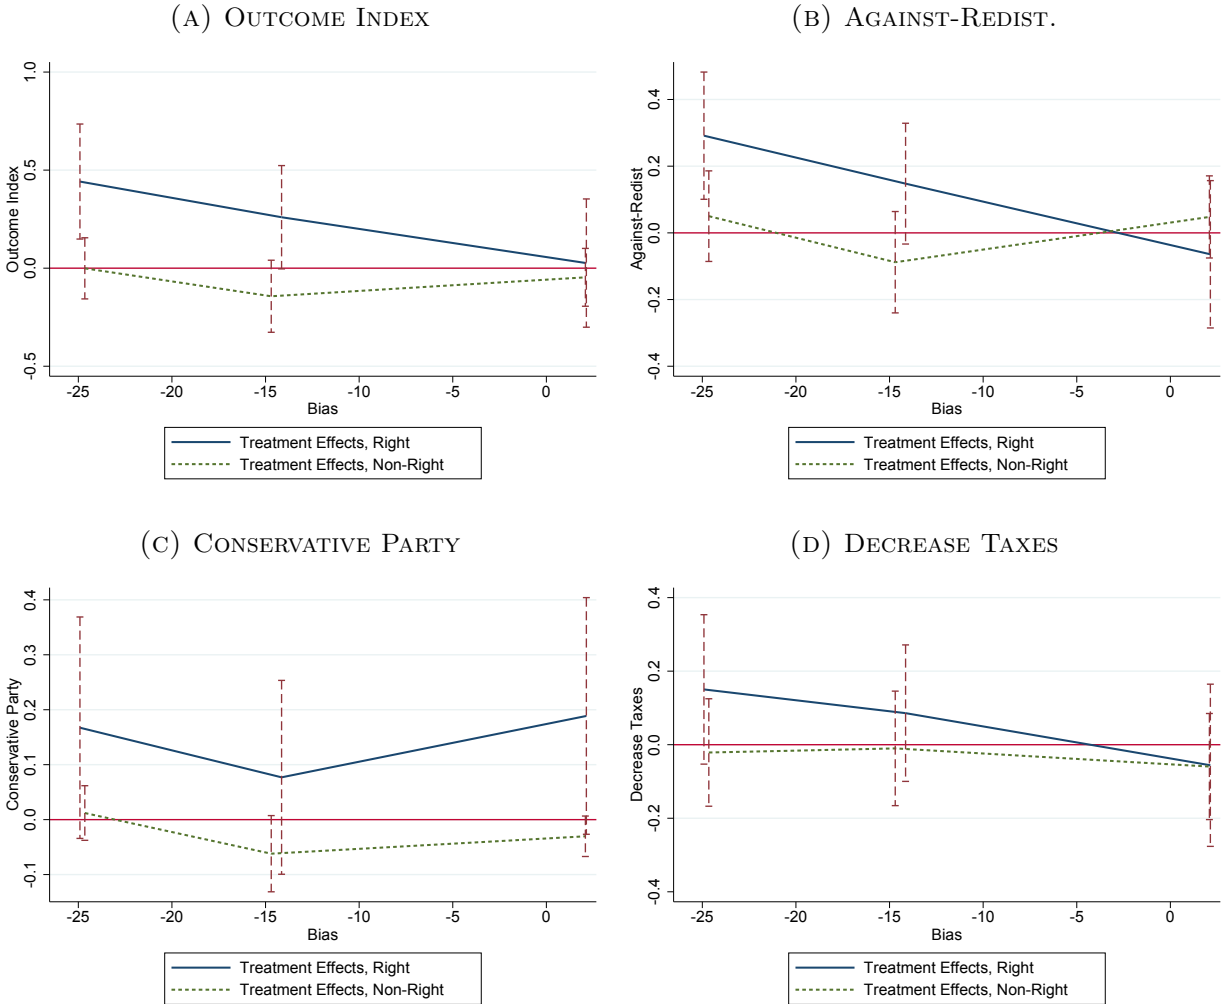 (A) OUTCOME INDEX
Outcome Index
1.0
0.5
0.0
-0.5
-25 -20 -15 -10 -5 0
Bias
Treatment Effects, Right
Treatment Effects, Non-Right
(B) AGAINST-REDIST.
Against-Redist
0.4
0.2
0.0
-0.2
-0.4
-25 -20 -15 -10 -5 0
Bias
Treatment Effects, Right
Treatment Effects, Non-Right
(C) CONSERVATIVE PARTY
Conservative Party
0.4
0.3
0.2
0.1
0.0
-0.1
-25 -20 -15 -10 -5 0
Bias
Treatment Effects, Right
Treatment Effects, Non-Right
(D) DECREASE TAXES
Decrease Taxes
0.4
0.2
0.0
-0.2
-0.4
-25 -20 -15 -10 -5 0
Bias
Treatment Effects, Right
Treatment Effects, Non-Right